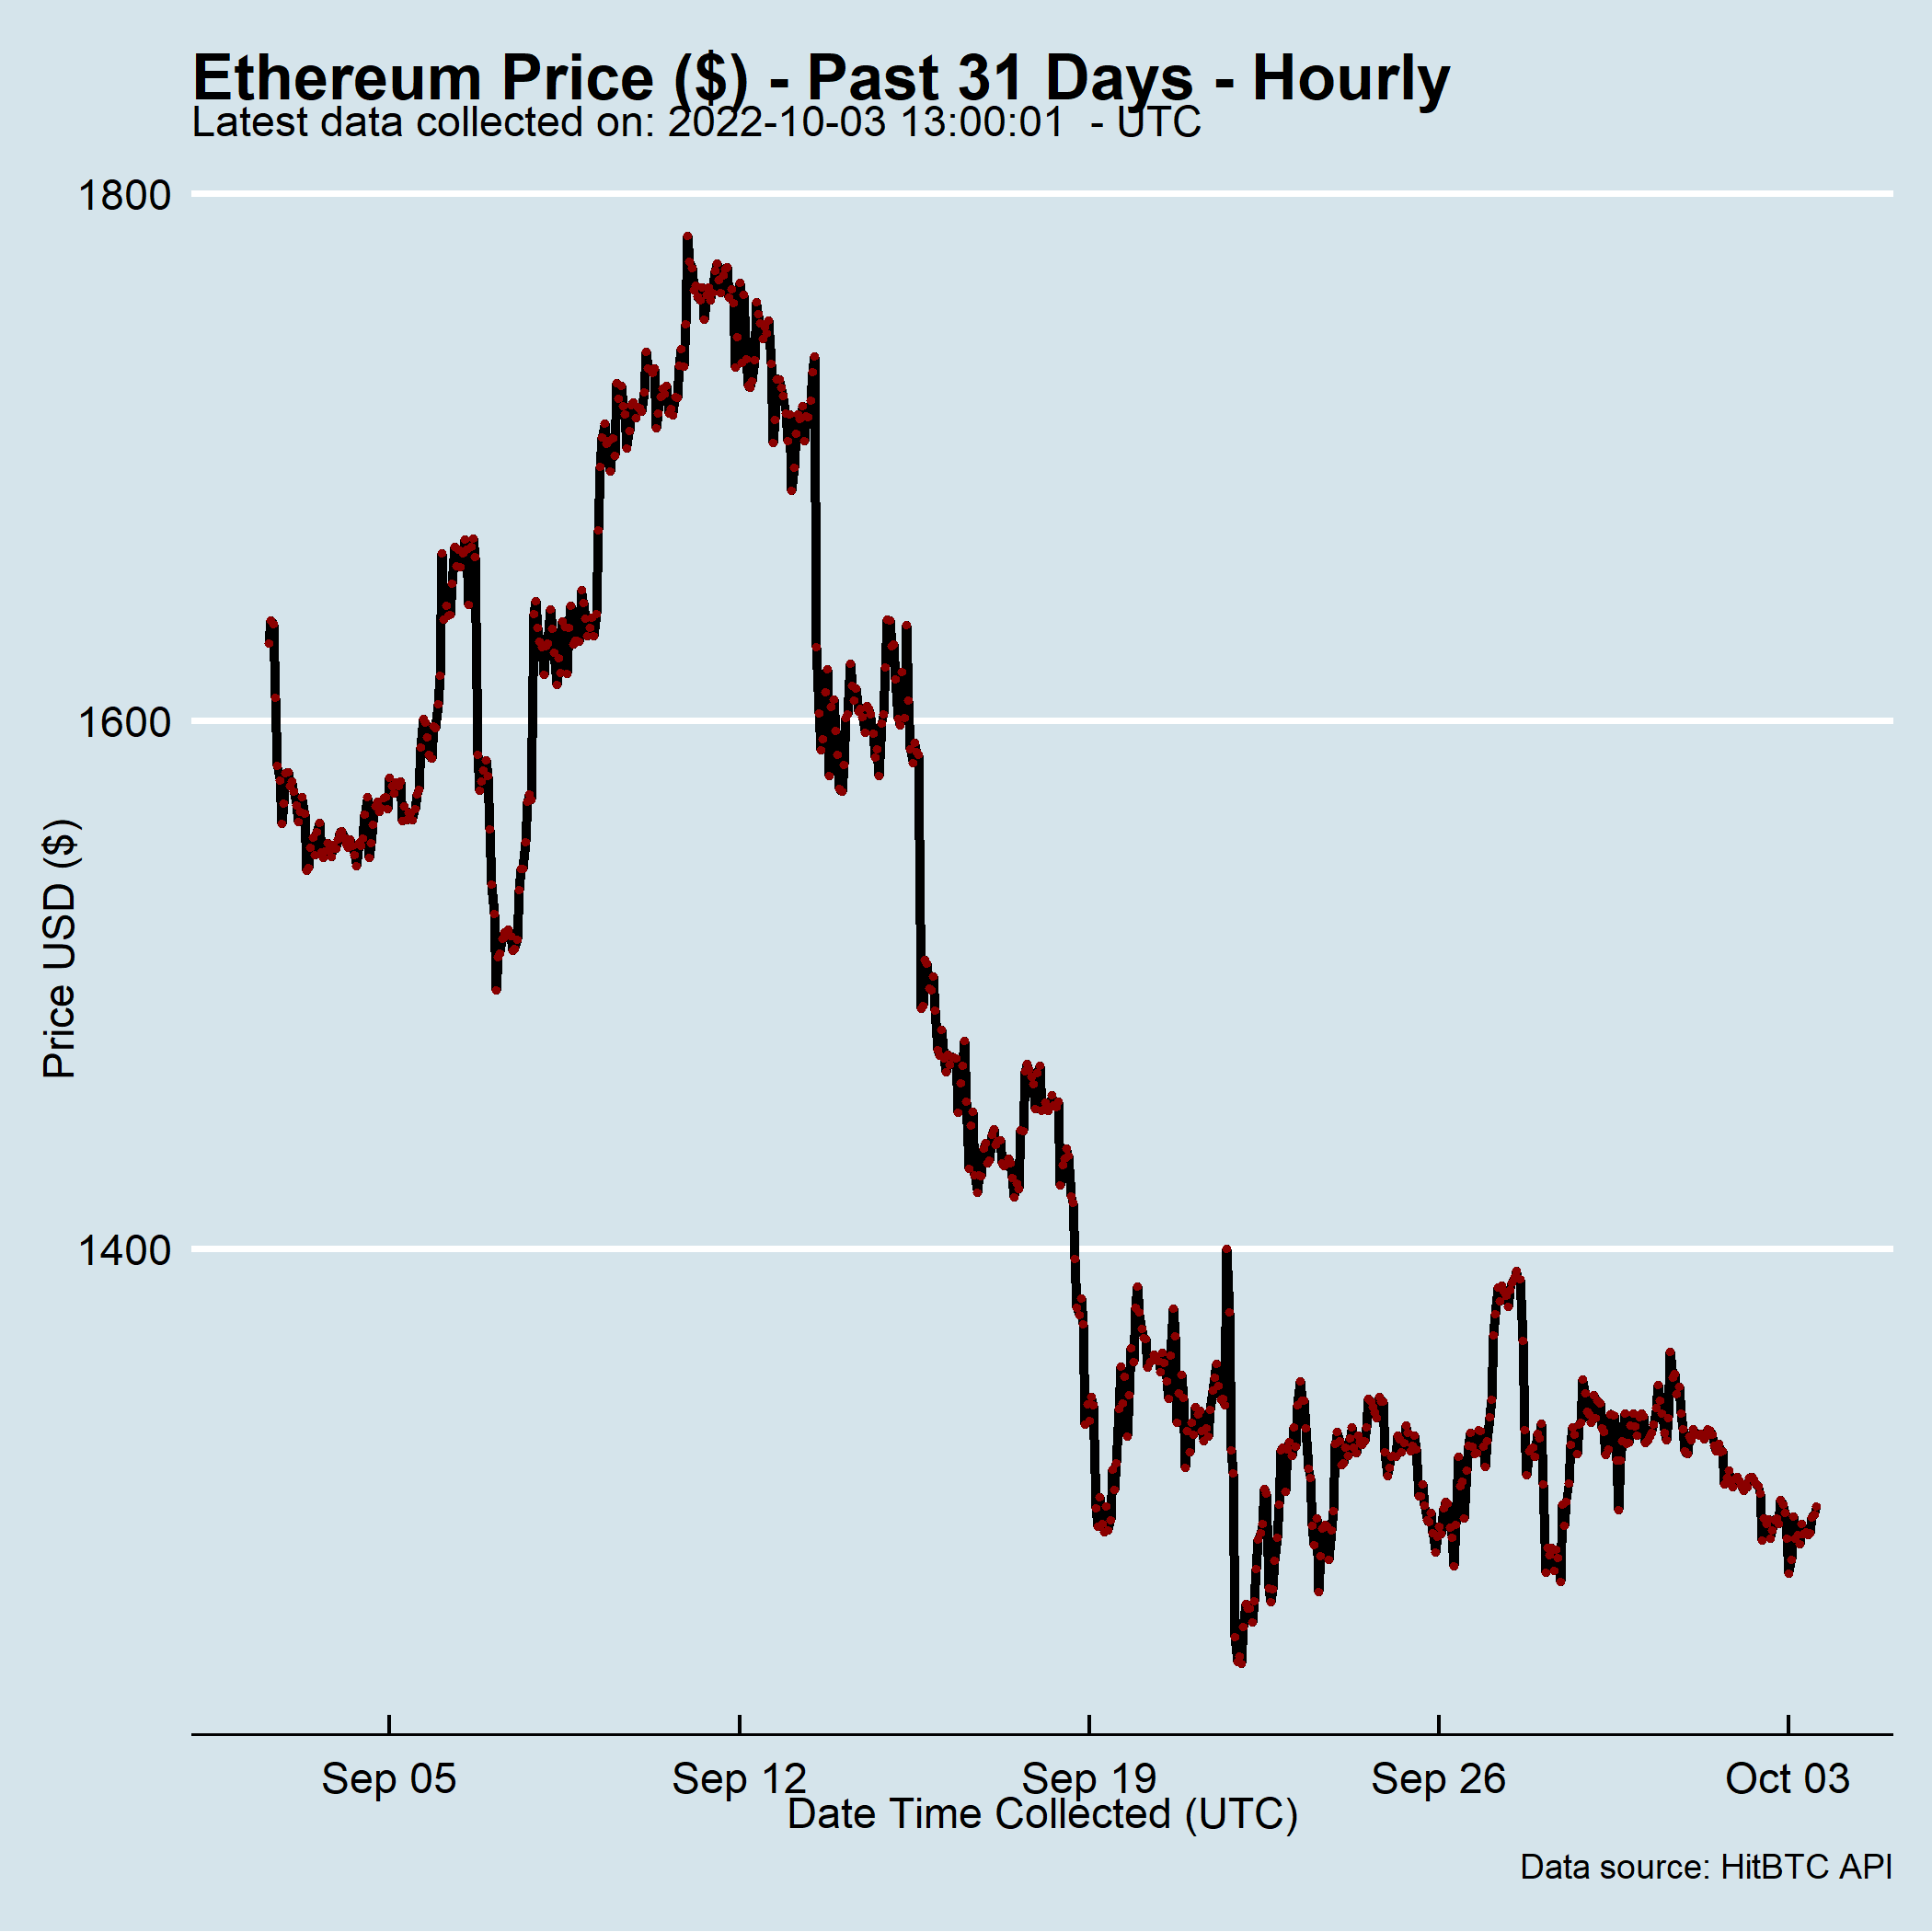 Ethereum Price ($) - Past 31 Days - Hourly
Latest data collected on: 2022-10-03 13:00:01  - UTC
1800
1600
1400
Price USD ($)
Sep 05
Sep 12
Sep 19
Sep 26
Oct 03
Date Time Collected (UTC)
Data source: HitBTC API